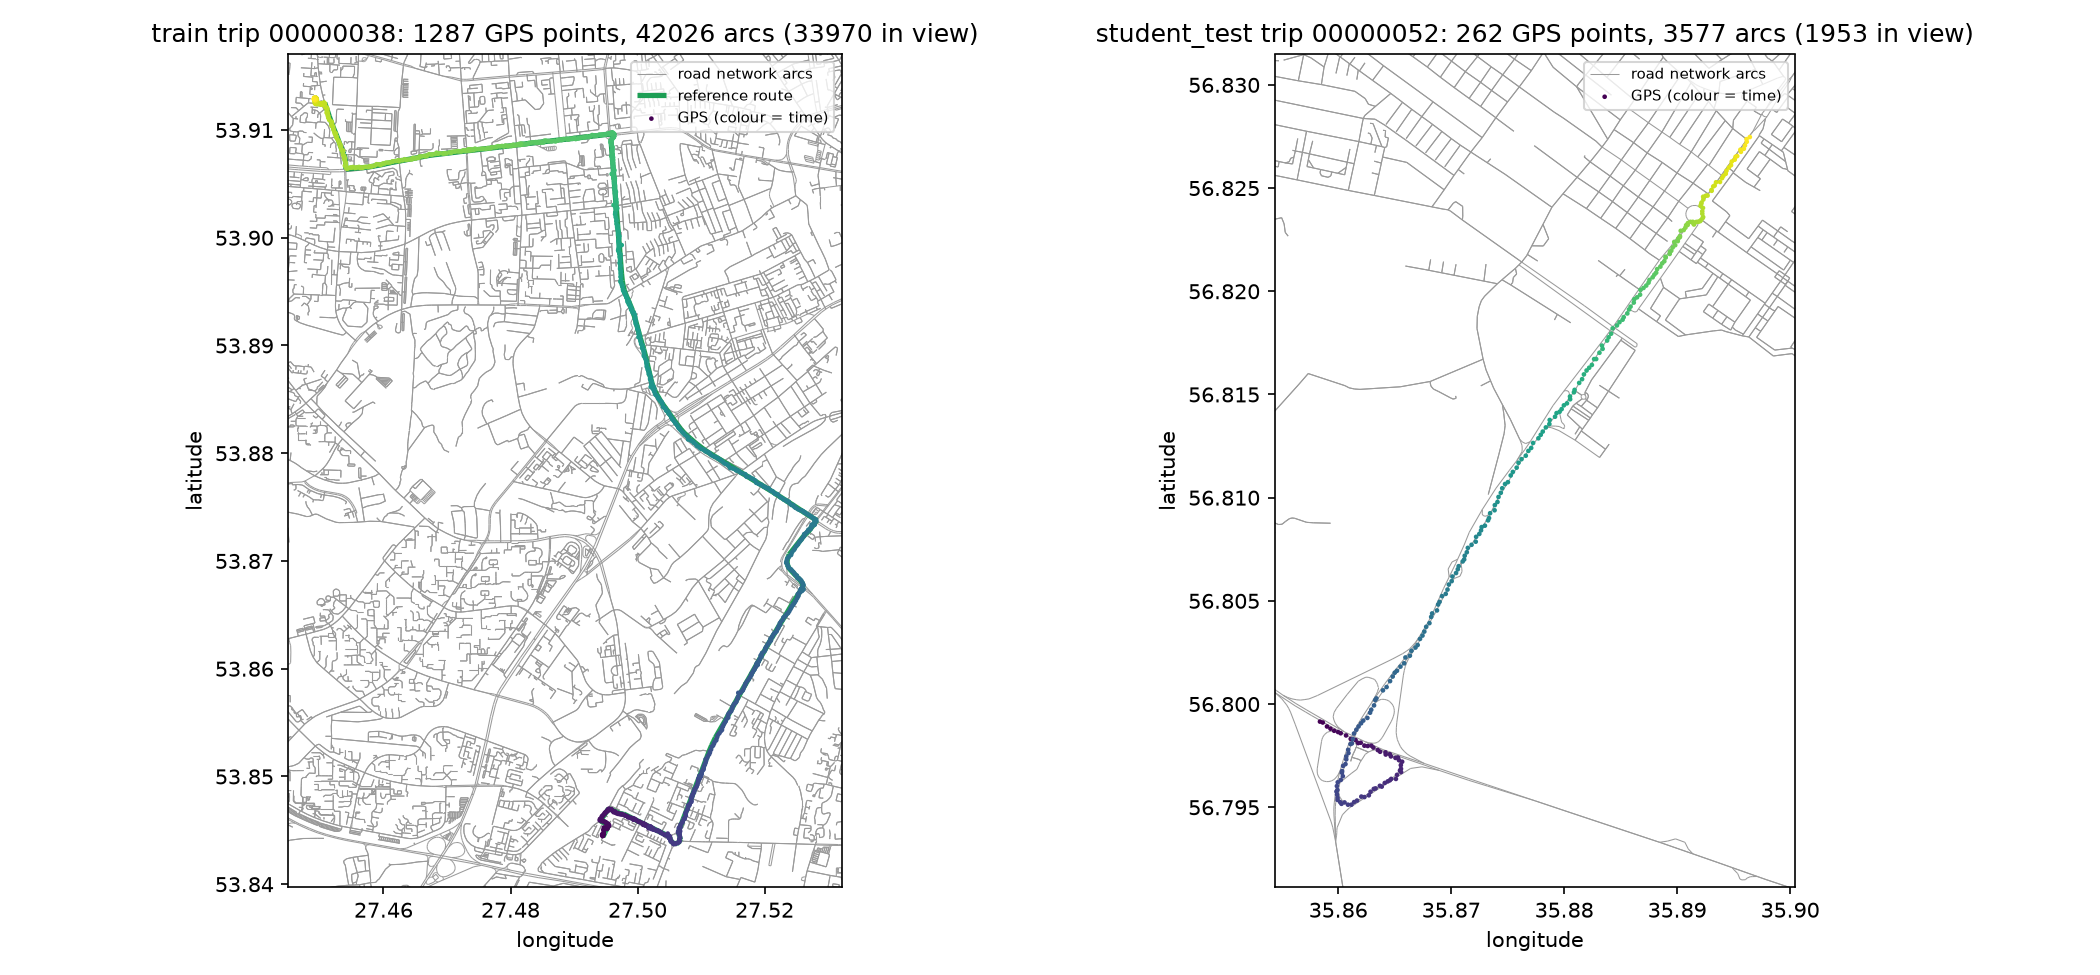 train trip 00000038: 1287 GPS points, 42026 arcs (33970 in view)
road network arcs
reference route
GPS (colour = time)
53.91
53.90
53.89
53.88
53.87
53.86
53.85
53.84
latitude
27.46 27.48 27.50 27.52
longitude
student_test trip 00000052: 262 GPS points, 3577 arcs (1953 in view)
road network arcs
GPS (colour = time)
56.830
56.825
56.820
56.815
56.810
56.805
56.800
56.795
latitude
35.86 35.87 35.88 35.89 35.90
longitude